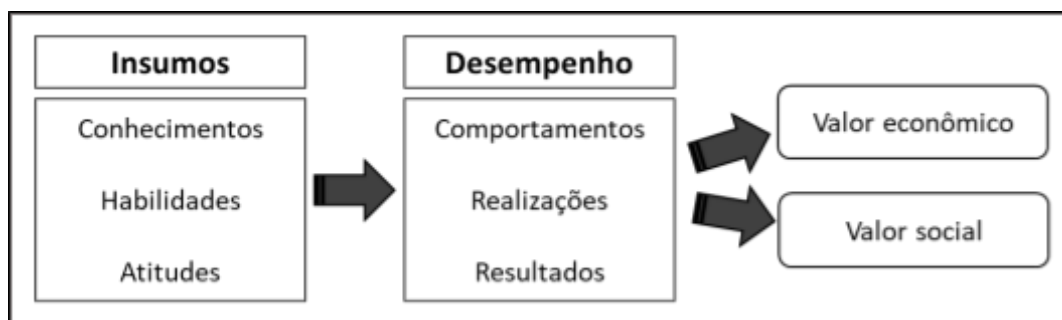 Insumos
Conhecimentos
Habilidades
Atitudes
Desempenho
Comportamentos
Realizações
Resultados
Valor econômico
Valor social